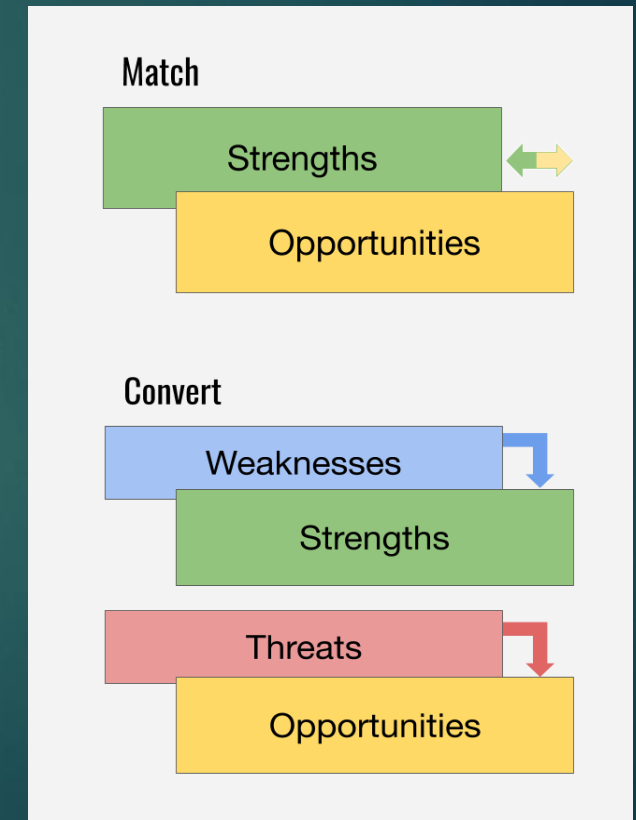 Match
Strengths
Opportunities
Convert
Weaknesses
Strengths
Threats
Opportunities